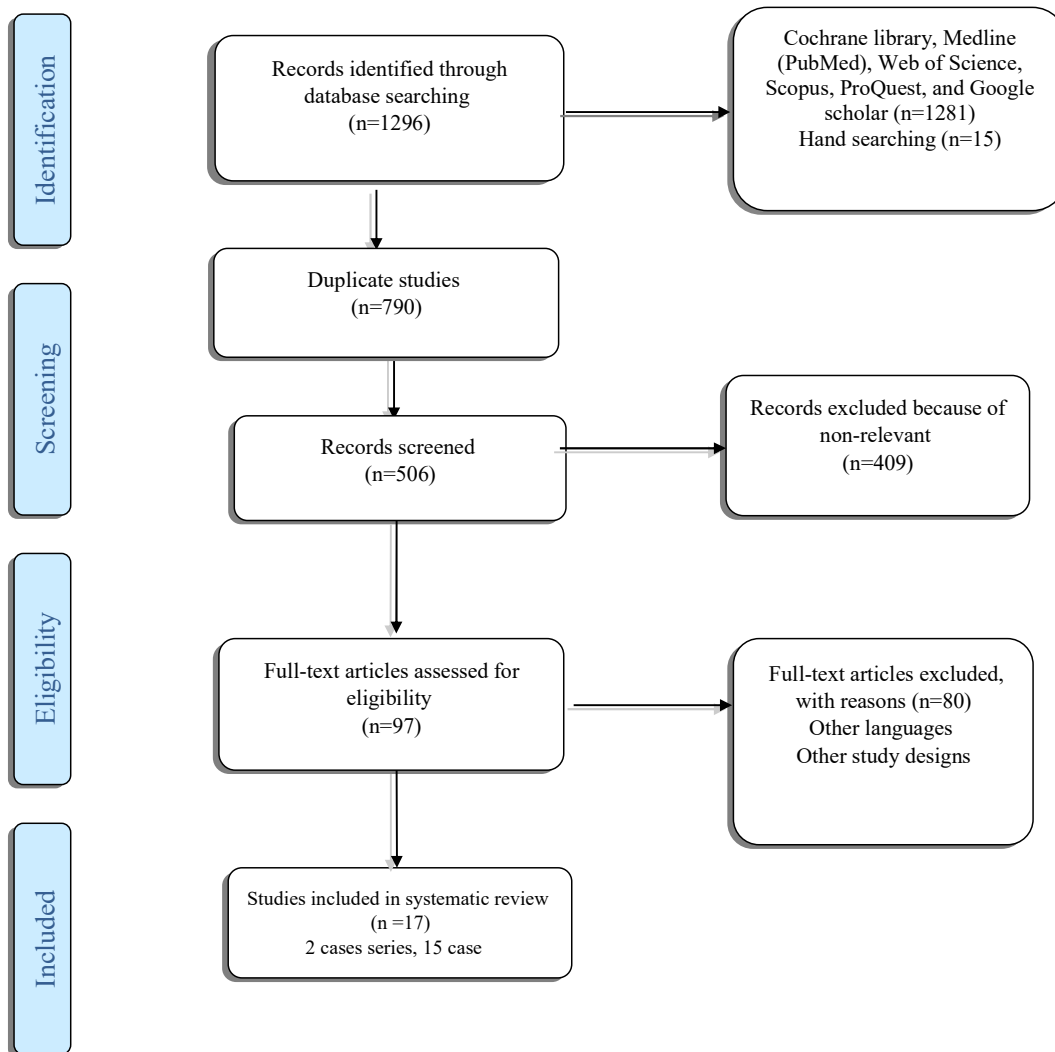 Identification
Records identified through
database searching
(n=1296)
Cochrane library, Medline
(PubMed), Web of Science,
Scopus, ProQuest, and Google
scholar (n=1281)
Hand searching (n=15)
Duplicate studies
(n=790)
Screening
Records screened
(n=506)
Records excluded because of
non-relevant
(n=409)
Eligibility
Full-text articles assessed for
eligibility
(n=97)
Full-text articles excluded,
with reasons (n=80)
Other languages
Other study designs
Included
Studies included in systematic review
(n =17)
2 cases series, 15 case